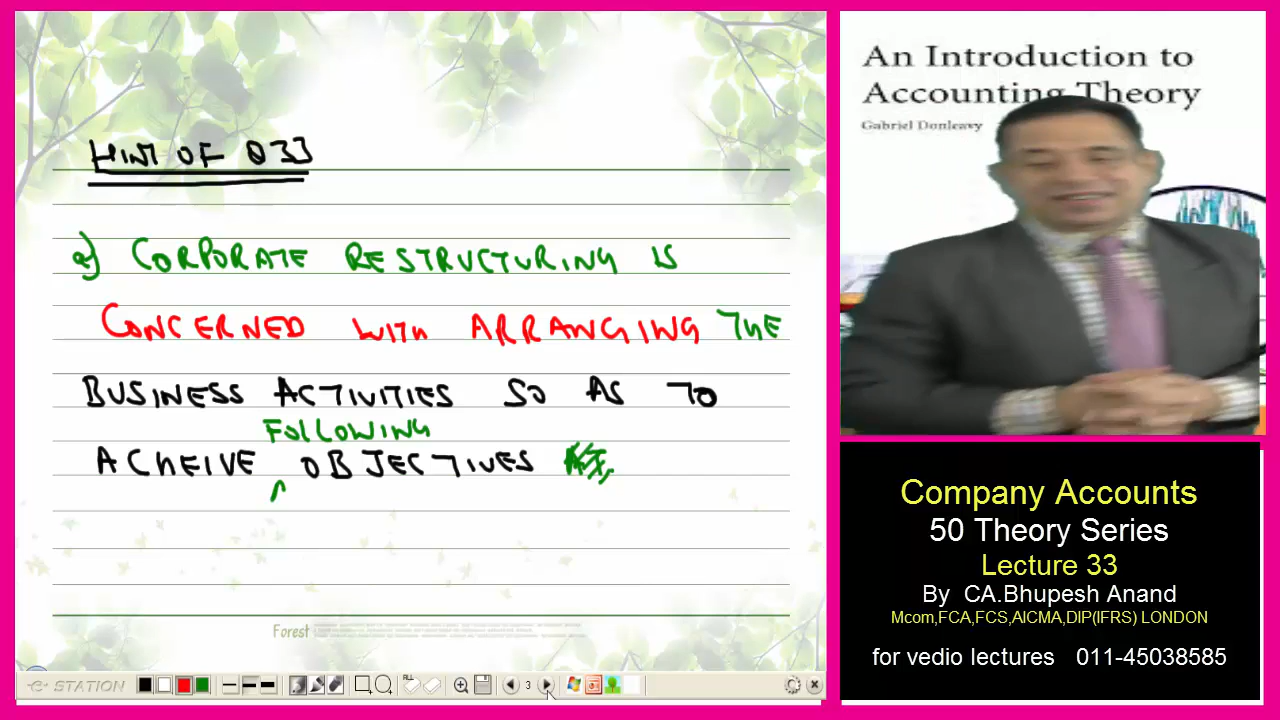 HINT OF Q33
a) CORPORATE RESTRUCTURING IS
CONCERNED WITH ARRANGING THE
BUSINESS ACTIVITIES SO AS TO
FOLLOWING
ACHEIVE OBJECTIVES
Forest
e-STATION
3
An Introduction to
Accounting Theory
Gabriel Donleavy
Company Accounts
50 Theory Series
Lecture 33
By CA.Bhupesh Anand
Mcom,FCA,FCS,AICMA,DIP(IFRS) LONDON
for vedio lectures 011-45038585